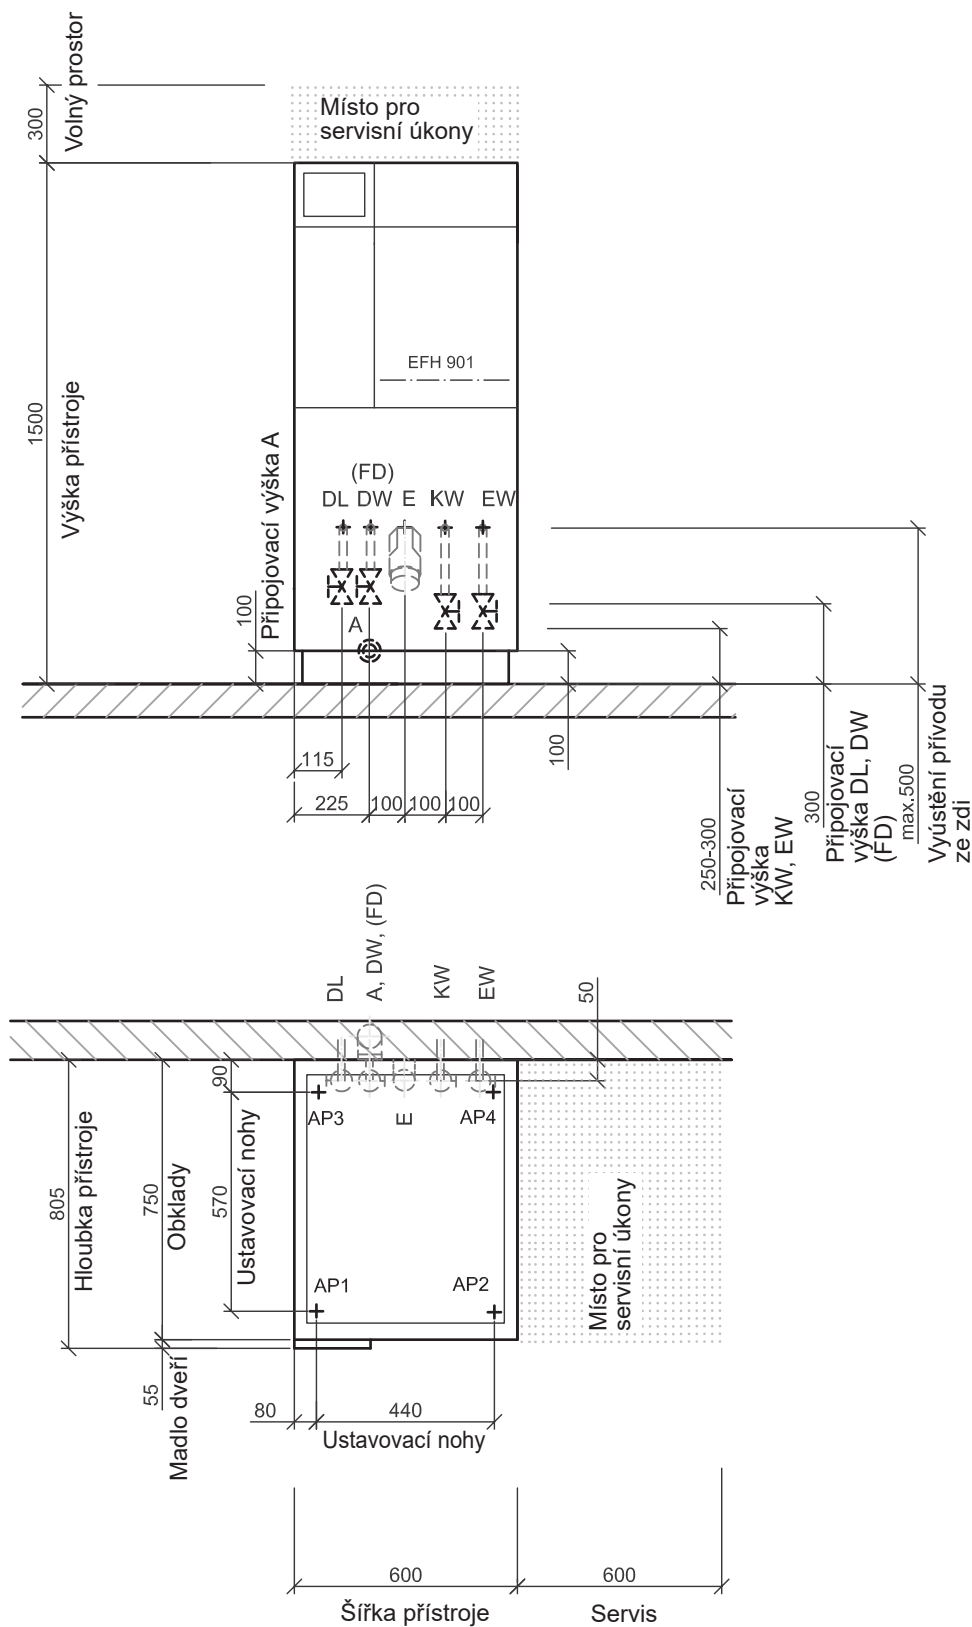 Volný prostor
300
Místo pro
servisní úkony
1500
Výška přístroje
EFH 901
Připojovací výška A
100
(FD)
DL DW E KW EW
A
115
100
225 100 100 100
250-300
Připojovací
výška
KW, EW
300
Připojovací
výška DL, DW
(FD)
max.500
Vyústění přívodu
ze zdi
DL
A, DW, (FD)
KW
EW
50
90
AP3
E
AP4
805
Hloubka přístroje
750
Obklady
570
Ustavovací nohy
Místo pro
servisní úkony
AP1
AP2
55
Madlo dveří
80
440
Ustavovací nohy
600
600
Šířka přístroje
Servis